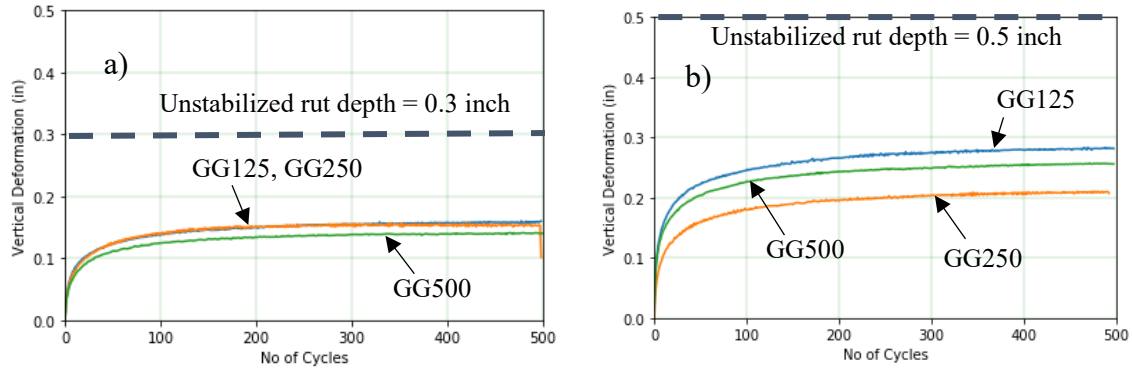 a)
Unstabilized rut depth = 0.3 inch
GG125, GG250
GG500
Vertical Deformation (in)
0.5
0.4
0.3
0.2
0.1
0.0
0 100 200 300 400 500
No of Cycles
b)
Unstabilized rut depth = 0.5 inch
GG125
GG500
GG250
Vertical Deformation (in)
0.5
0.4
0.3
0.2
0.1
0.0
0 100 200 300 400 500
No of Cycles